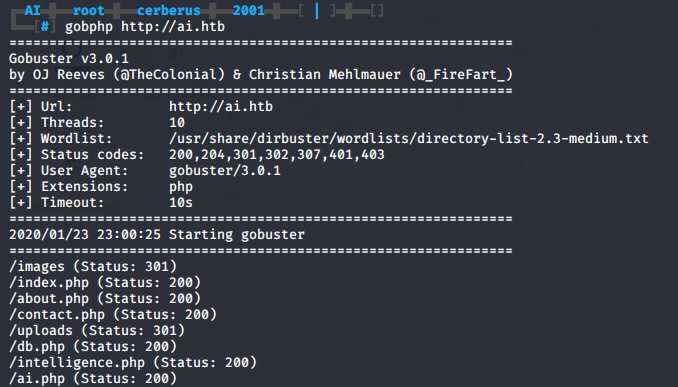 AI root cerberus 2001 [ | ] []
[#] gobphp http://ai.htb
===============================================================
Gobuster v3.0.1
by OJ Reeves (@TheColonial) & Christian Mehlmauer (@_FireFart_)
===============================================================
[+] Url:            http://ai.htb
[+] Threads:        10
[+] Wordlist:       /usr/share/dirbuster/wordlists/directory-list-2.3-medium.txt
[+] Status codes:   200,204,301,302,307,401,403
[+] User Agent:     gobuster/3.0.1
[+] Extensions:     php
[+] Timeout:        10s
===============================================================
2020/01/23 23:00:25 Starting gobuster
===============================================================
/images (Status: 301)
/index.php (Status: 200)
/about.php (Status: 200)
/contact.php (Status: 200)
/uploads (Status: 301)
/db.php (Status: 200)
/intelligence.php (Status: 200)
/ai.php (Status: 200)